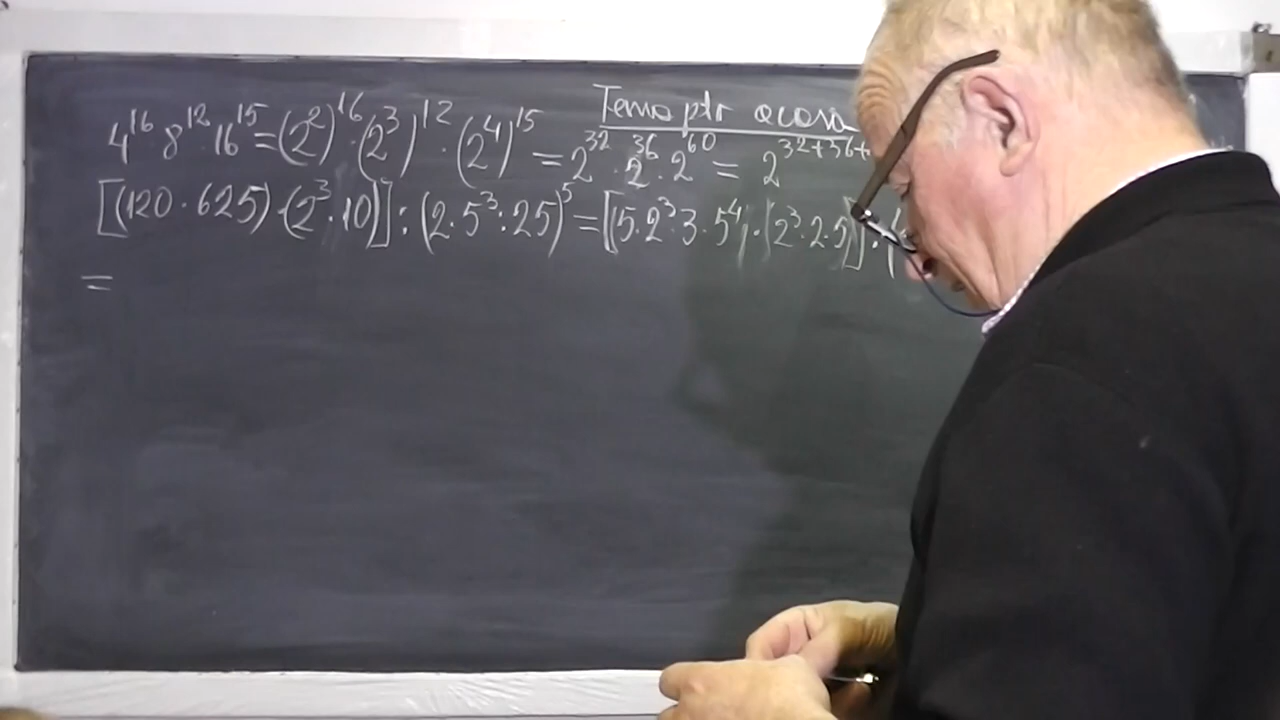 Tema ptr acasă
4¹⁶ 8¹² · 16¹⁵ = (2²)¹⁶ · (2³)¹² · (2⁴)¹⁵ = 2³² · 2³⁶ · 2⁶⁰ = 2³²⁺³⁶⁺
[(120 · 625) · (2³ · 10)] : (2 · 5³ : 25)⁵ = [(5 · 2³ · 3 · 5⁴) · (2³ · 2 · 5)] : (
=